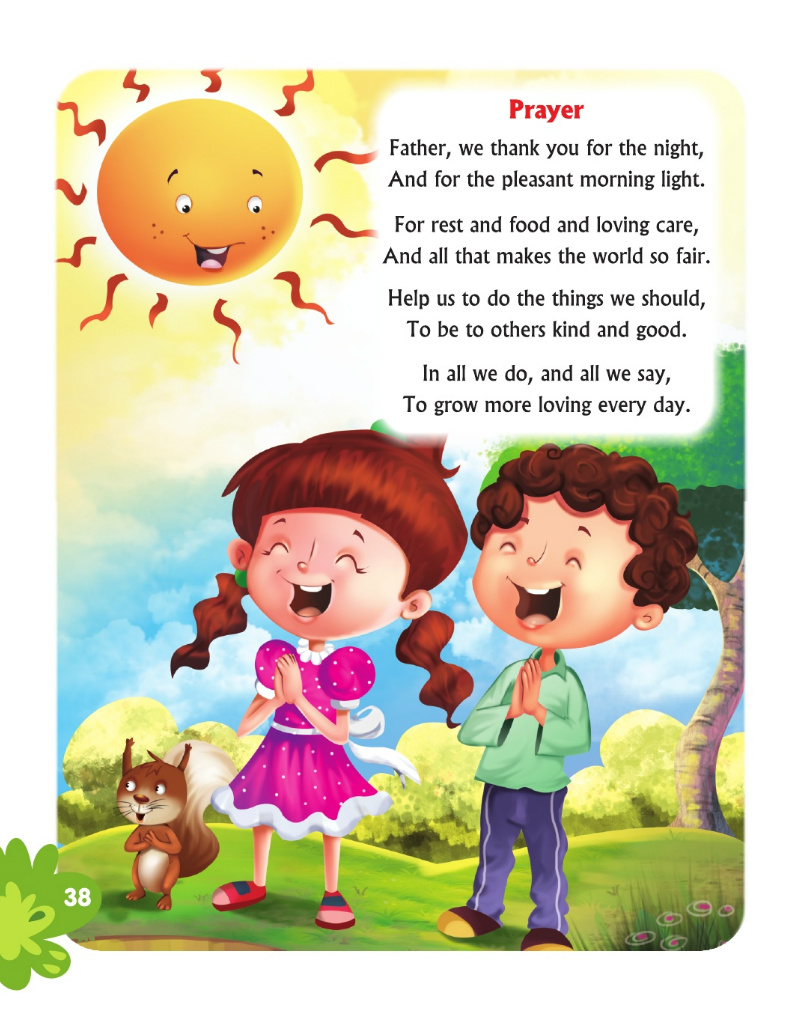 Prayer
Father, we thank you for the night,
And for the pleasant morning light.
For rest and food and loving care,
And all that makes the world so fair.
Help us to do the things we should,
To be to others kind and good.
In all we do, and all we say,
To grow more loving every day.
38